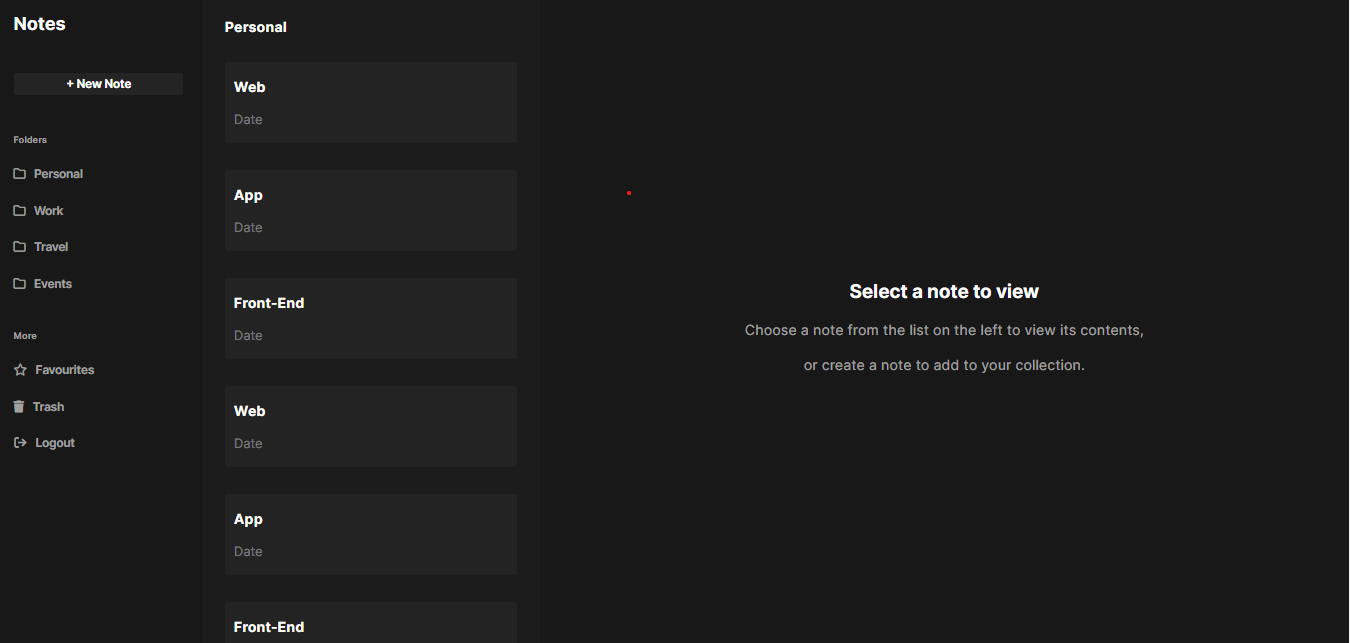 Notes
+ New Note
Folders
Personal
Work
Travel
Events
More
Favourites
Trash
Logout
Personal
Web
Date
App
Date
Front-End
Date
Web
Date
App
Date
Front-End
Select a note to view
Choose a note from the list on the left to view its contents,
or create a note to add to your collection.